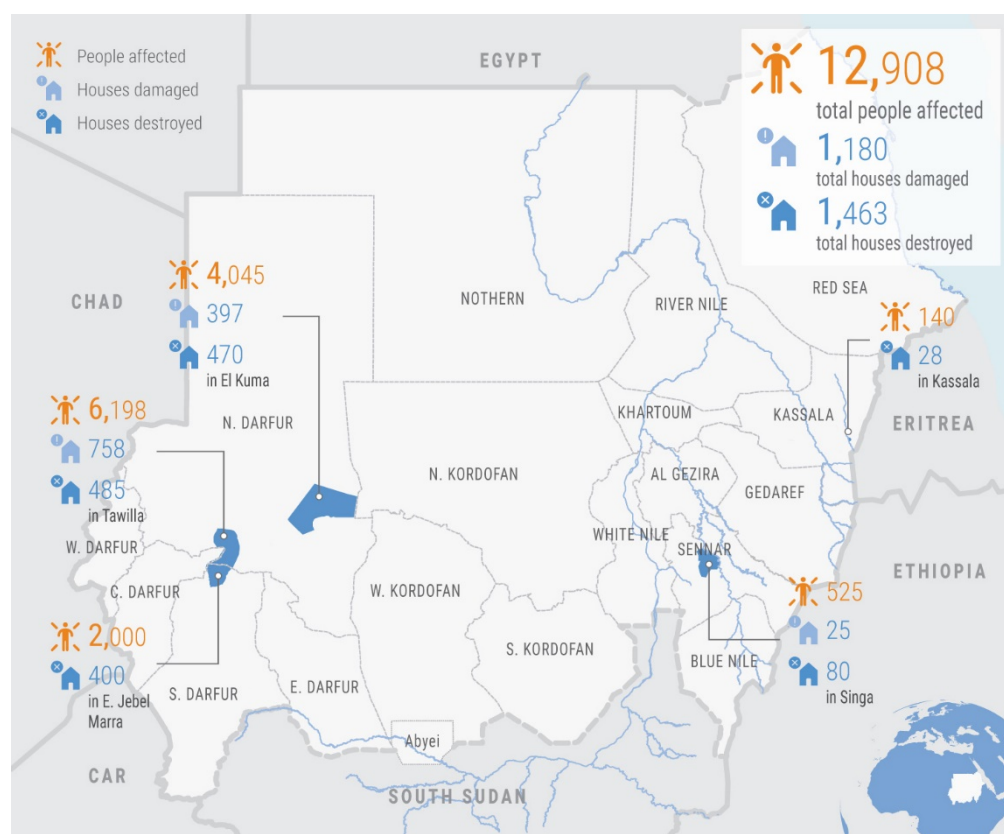 People affected
Houses damaged
Houses destroyed
EGYPT
12,908
total people affected
1,180
total houses damaged
1,463
total houses destroyed
4,045
397
470
in El Kuma
CHAD
NOTHERN
RIVER NILE
RED SEA
140
28
in Kassala
6,198
758
485
in Tawilla
N. DARFUR
KHARTOUM
KASSALA
ERITREA
N. KORDOFAN
AL GEZIRA
GEDAREF
W. DARFUR
WHITE NILE
SENNAR
C. DARFUR
W. KORDOFAN
ETHIOPIA
525
25
80
in Singa
2,000
400
in E. Jebel
Marra
S. DARFUR
E. DARFUR
S. KORDOFAN
BLUE NILE
Abyei
CAR
SOUTH SUDAN